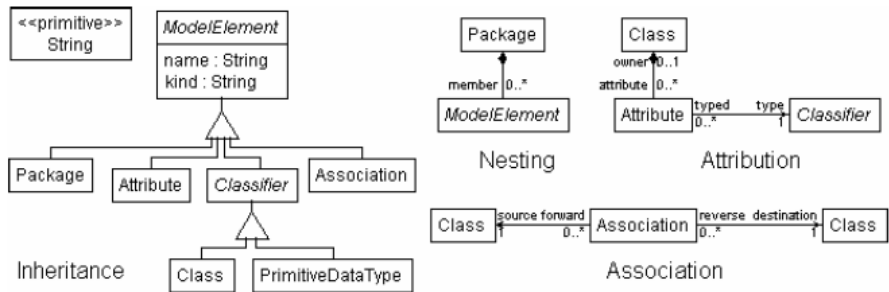 <<primitive>>
String
ModelElement
name : String
kind : String
Package
Attribute
Classifier
Association
Class
PrimitiveDataType
Inheritance
Package
member 0..*
ModelElement
Nesting
Class
owner 0..1
attribute 0..*
Attribute
typed
0..*
type
1
Classifier
Attribution
Class
source forward
1
0..*
Association
reverse destination
0..*
1
Class
Association